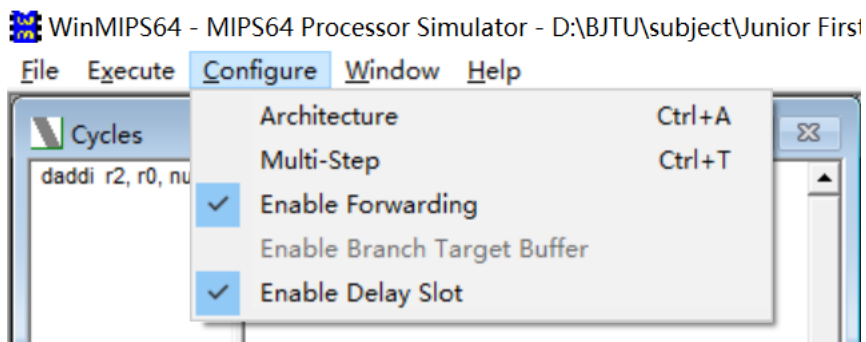 WinMIPS64 - MIPS64 Processor Simulator - D:\BJTU\subject\Junior First
File Execute Configure Window Help
Cycles
Architecture Ctrl+A
daddi r2, r0, nu
Multi-Step Ctrl+T
Enable Forwarding
Enable Branch Target Buffer
Enable Delay Slot